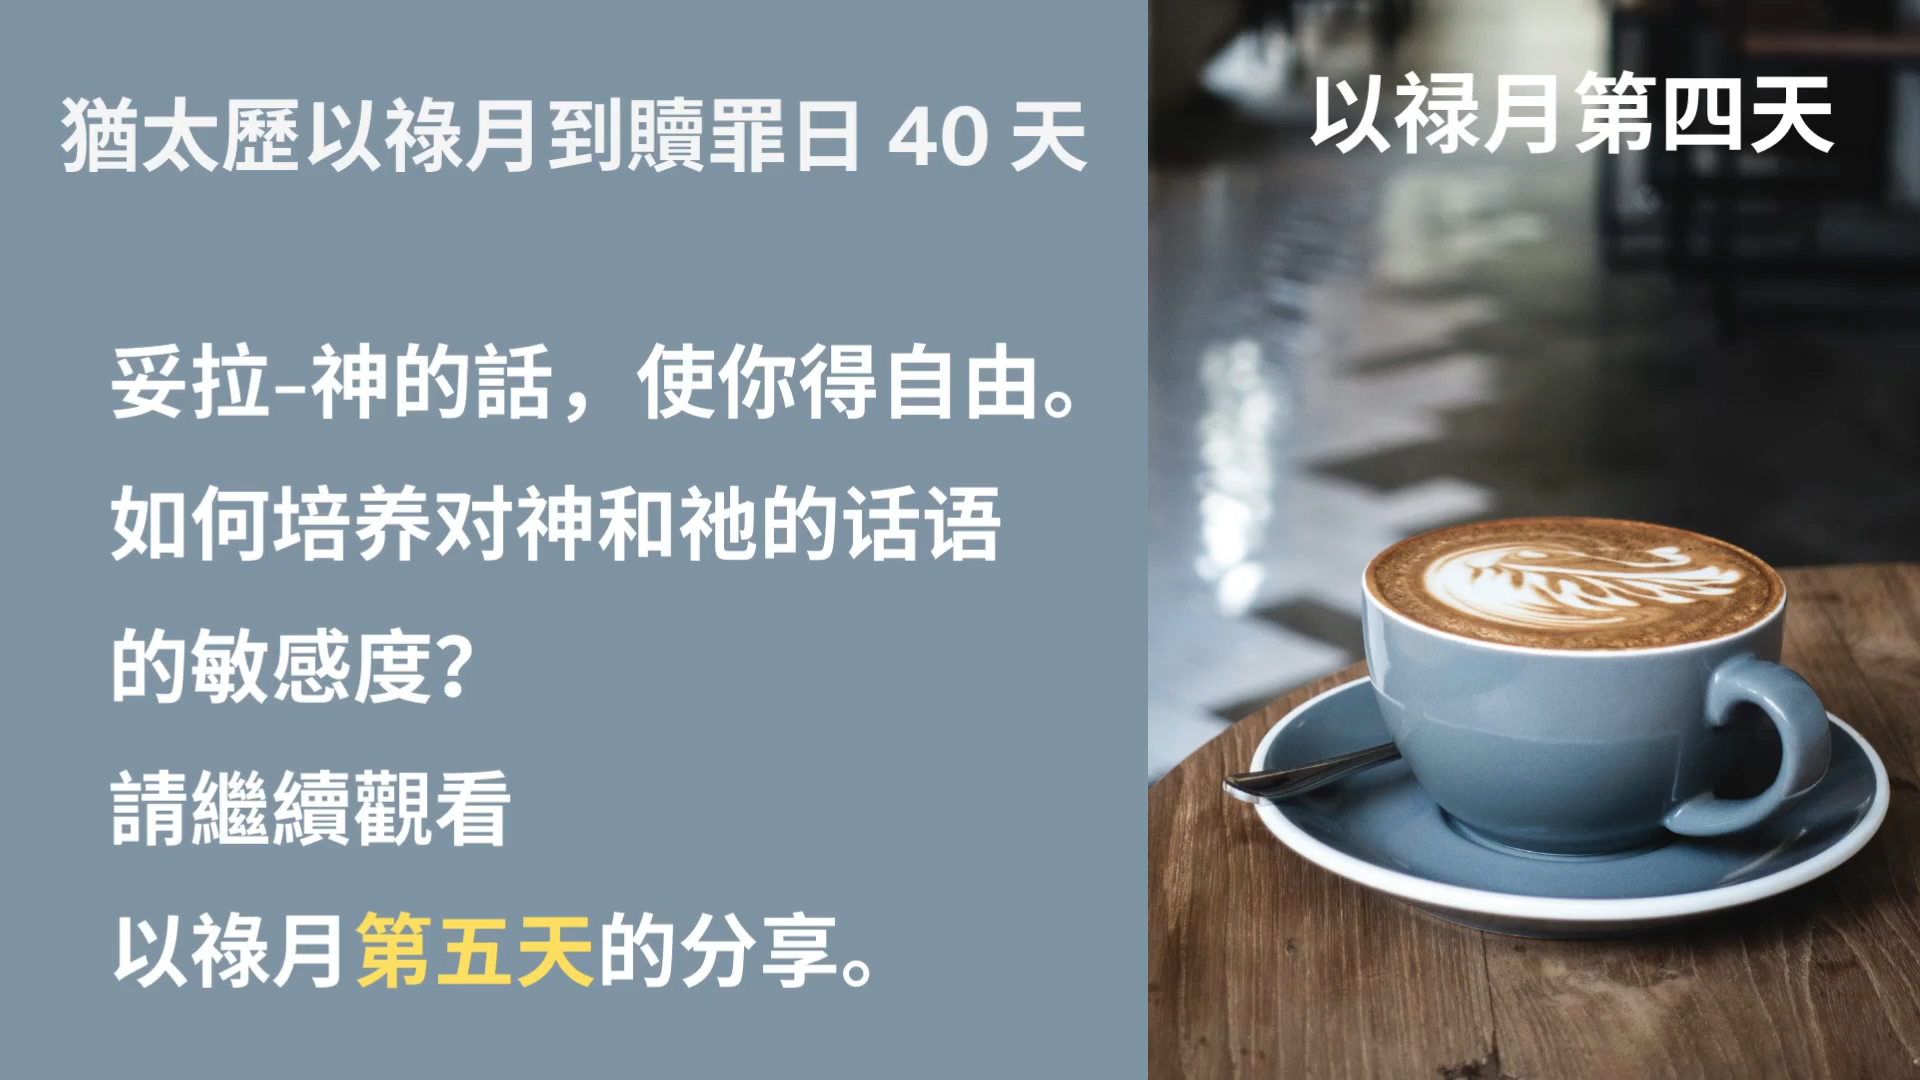 猶太歷以祿月到贖罪日 40 天
妥拉-神的話，使你得自由。
如何培养对神和祂的话语
的敏感度?
請繼續觀看
以祿月第五天的分享。
以禄月第四天